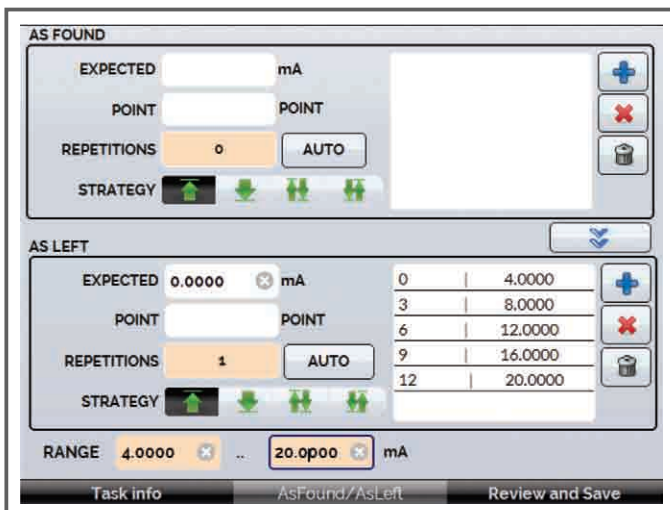 AS FOUND
EXPECTED mA
POINT POINT
REPETITIONS 0 AUTO
STRATEGY
AS LEFT
EXPECTED 0.0000 mA
POINT POINT
REPETITIONS 1 AUTO
STRATEGY
0 | 4.0000
3 | 8.0000
6 | 12.0000
9 | 16.0000
12 | 20.0000
RANGE 4.0000 .. 20.0000 mA
Task info AsFound/AsLeft Review and Save